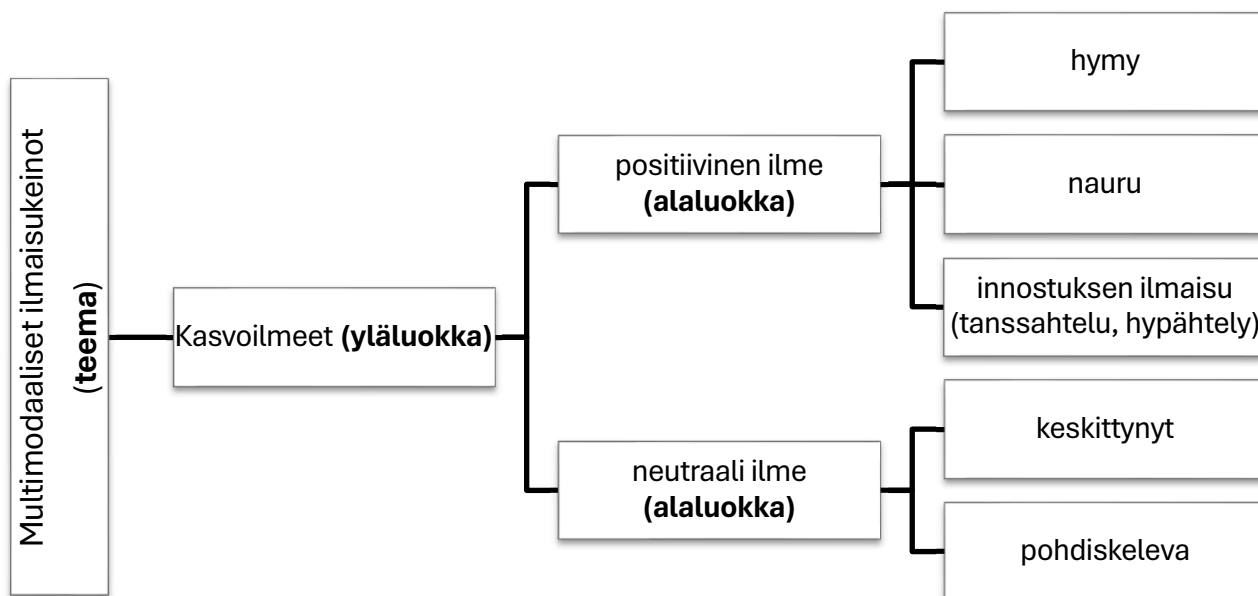 Multimodaaliset ilmaisukeinot
(teema)
Kasvoilmeet (yläluokka)
positiivinen ilme
(alaluokka)
hymy
nauru
innostuksen ilmaisu
(tanssahtelu, hypähtely)
neutraali ilme
(alaluokka)
keskittynyt
pohdiskeleva